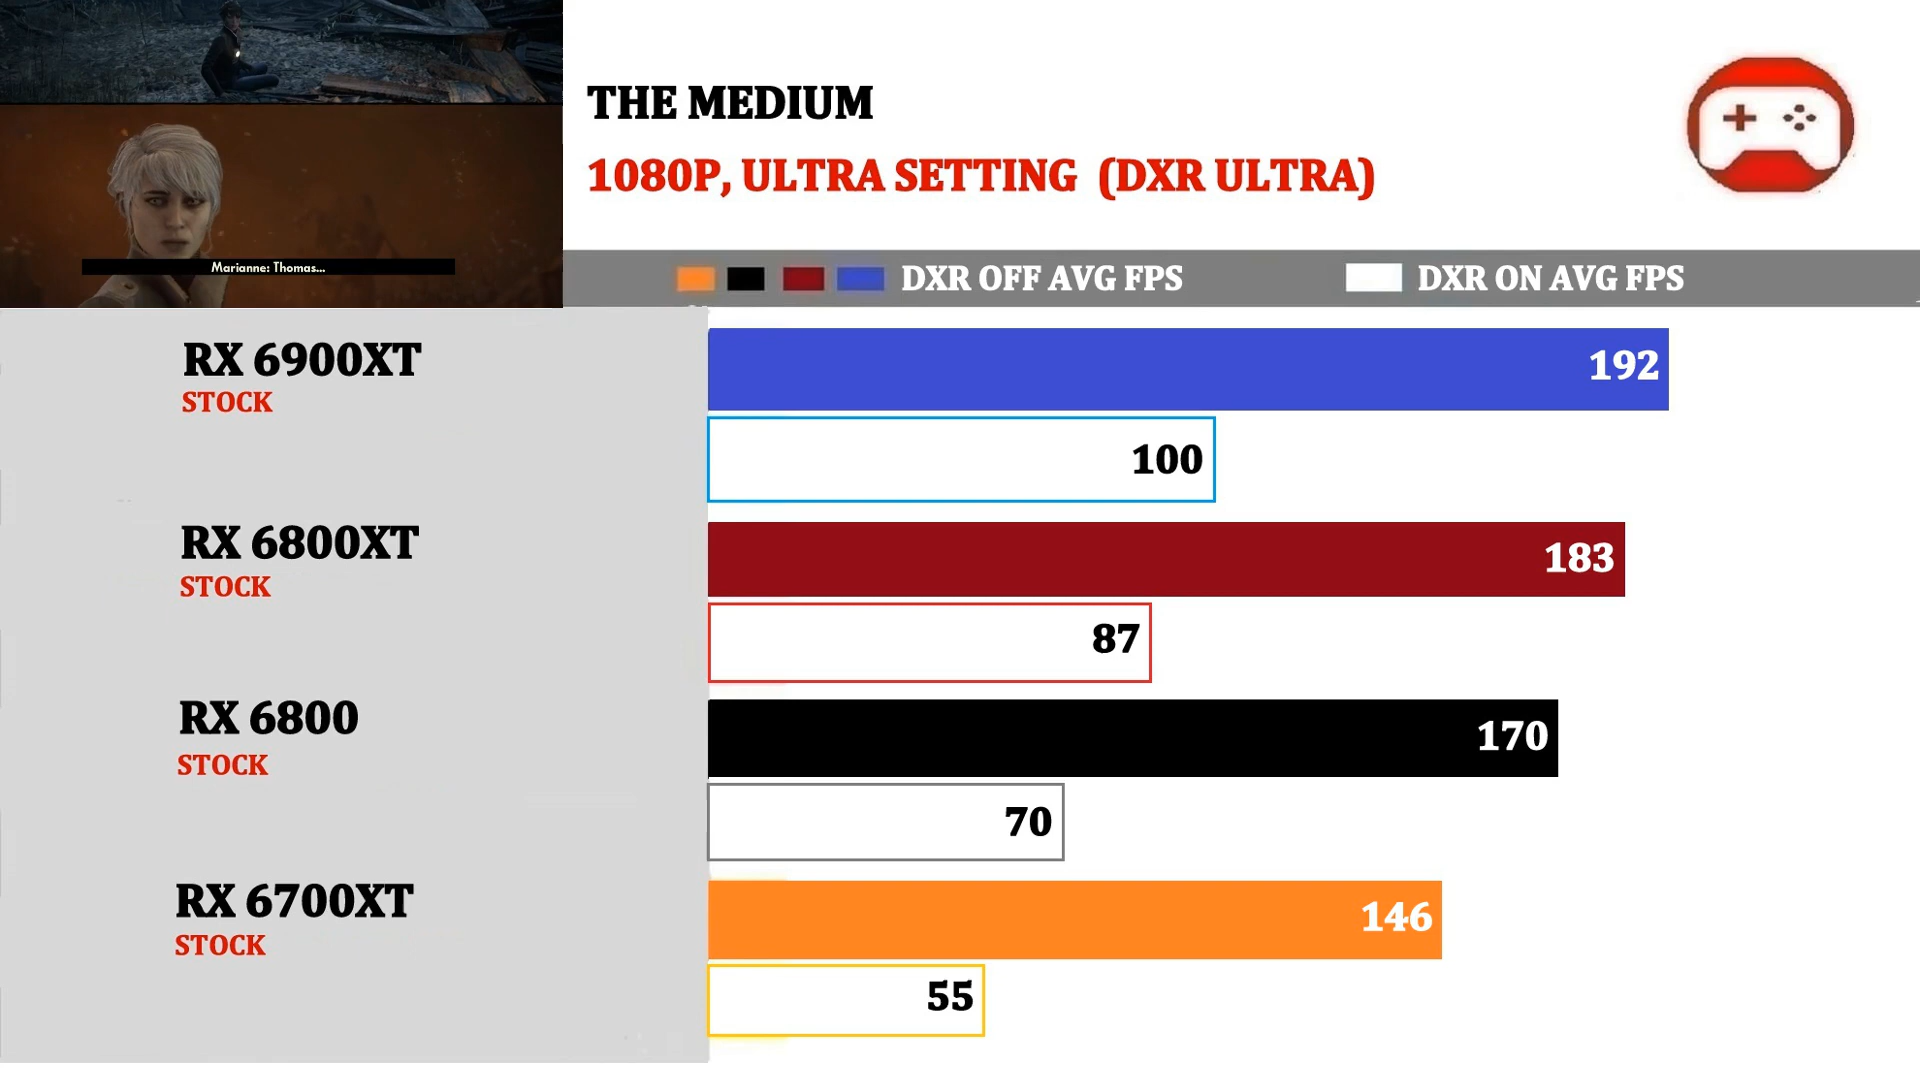 THE MEDIUM
1080P, ULTRA SETTING (DXR ULTRA)
Marianne: Thomas...
DXR OFF AVG FPS
DXR ON AVG FPS
RX 6900XT
STOCK
192
100
RX 6800XT
STOCK
183
87
RX 6800
STOCK
170
70
RX 6700XT
STOCK
146
55